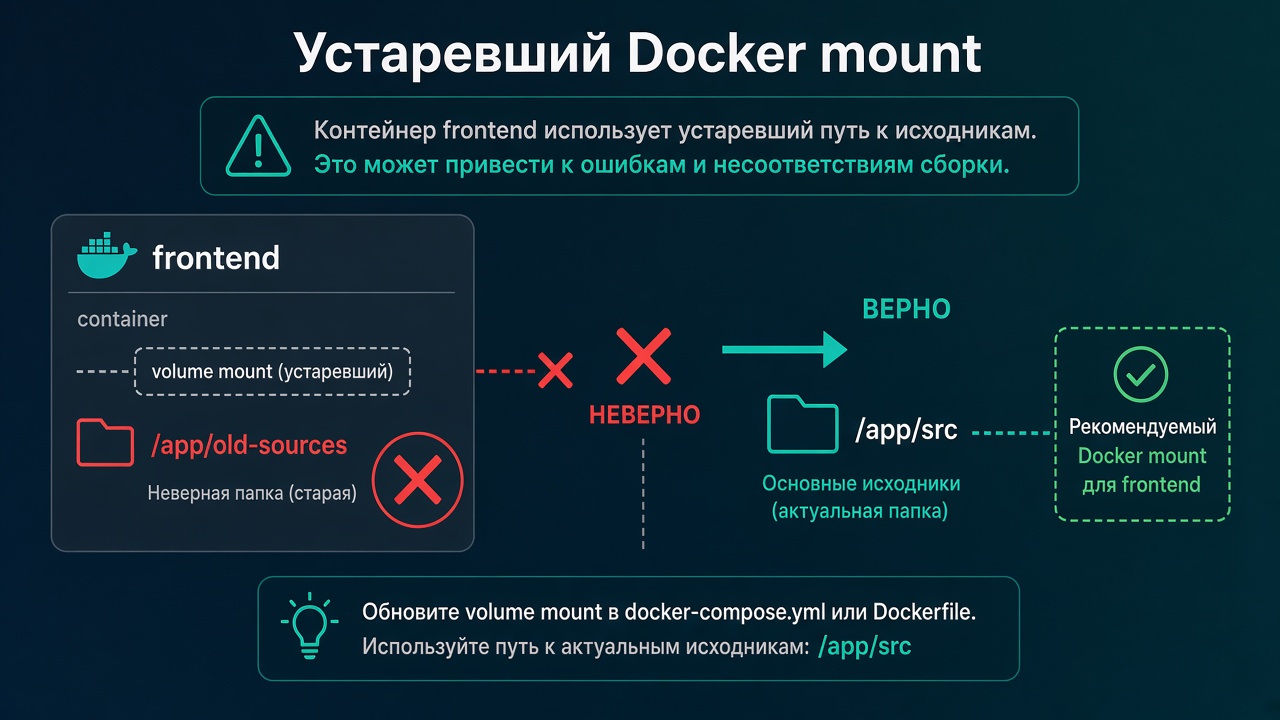 Устаревший Docker mount
Контейнер frontend использует устаревший путь к исходникам.
Это может привести к ошибкам и несоответствиям сборки.
frontend
container
volume mount (устаревший)
/app/old-sources
Неверная папка (старая)
НЕВЕРНО
ВЕРНО
/app/src
Основные исходники
(актуальная папка)
Рекомендуемый
Docker mount
для frontend
Обновите volume mount в docker-compose.yml или Dockerfile.
Используйте путь к актуальным исходникам: /app/src